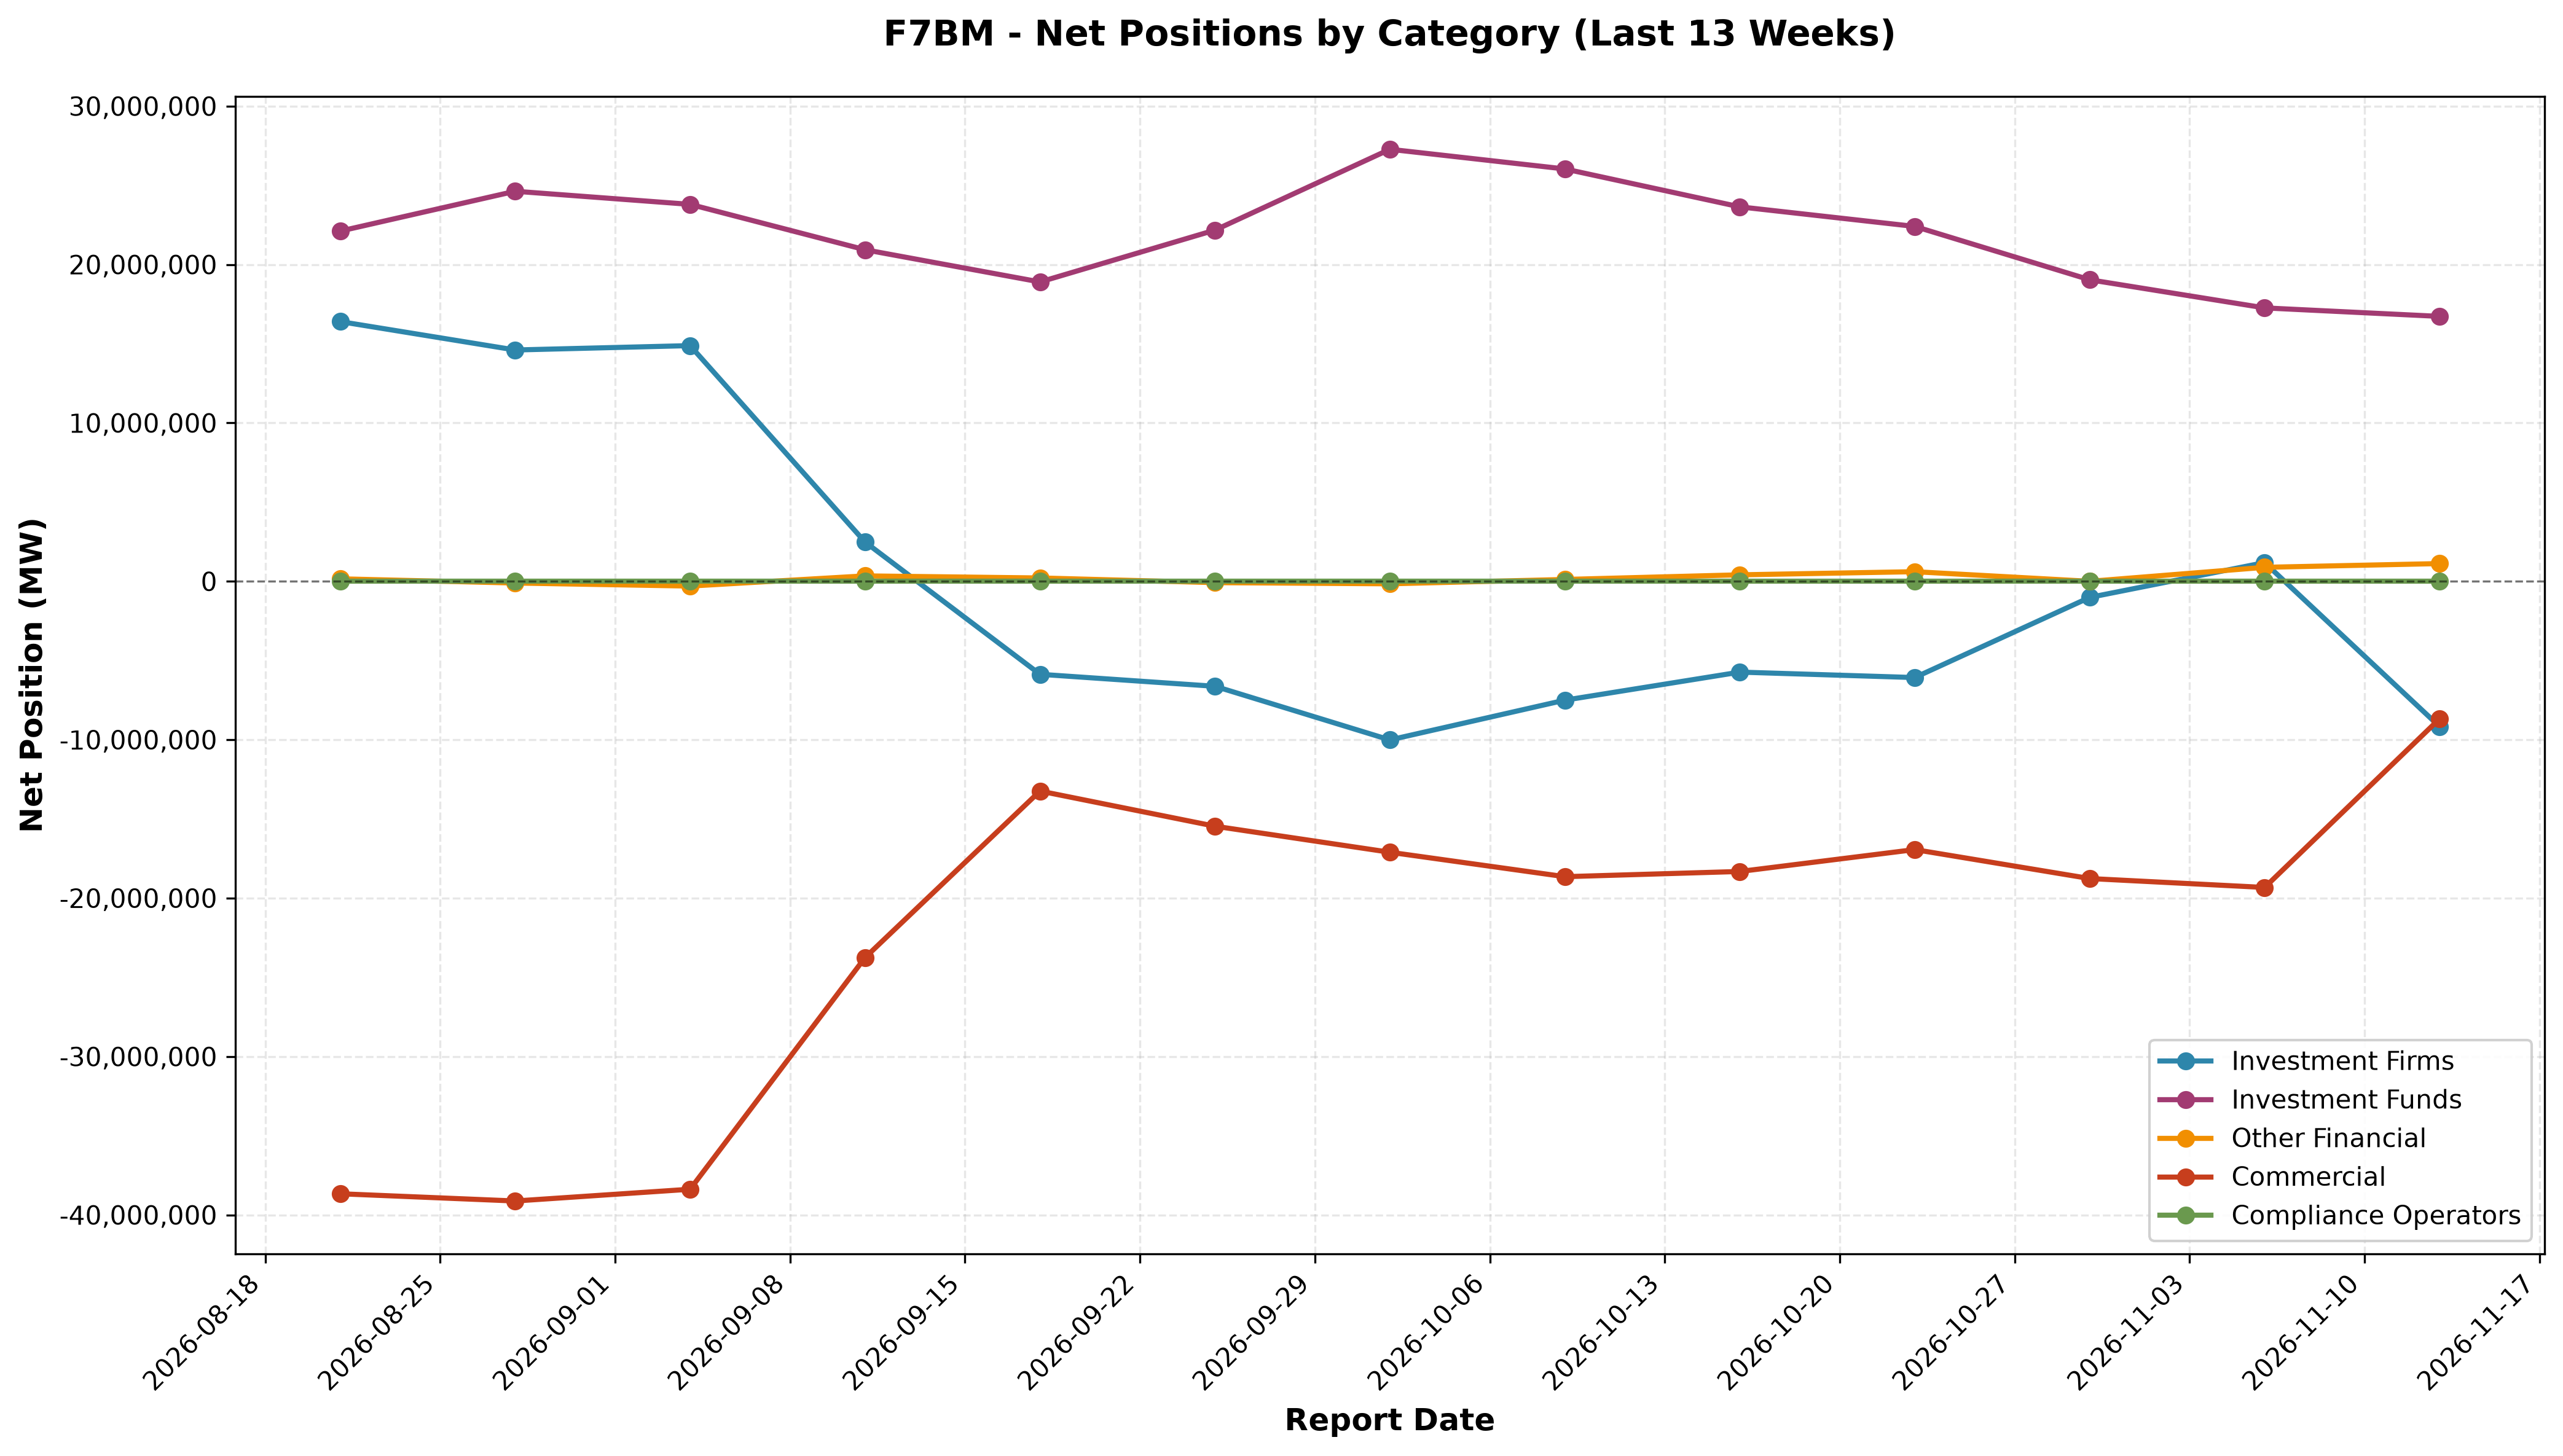 F7BM - Net Positions by Category (Last 13 Weeks)
30,000,000
20,000,000
10,000,000
0
-10,000,000
-20,000,000
-30,000,000
-40,000,000
Net Position (MW)
Investment Firms
Investment Funds
Other Financial
Commercial
Compliance Operators
2026-08-18
2026-08-25
2026-09-01
2026-09-08
2026-09-15
2026-09-22
2026-09-29
2026-10-06
2026-10-13
2026-10-20
2026-10-27
2026-11-03
2026-11-10
2026-11-17
Report Date